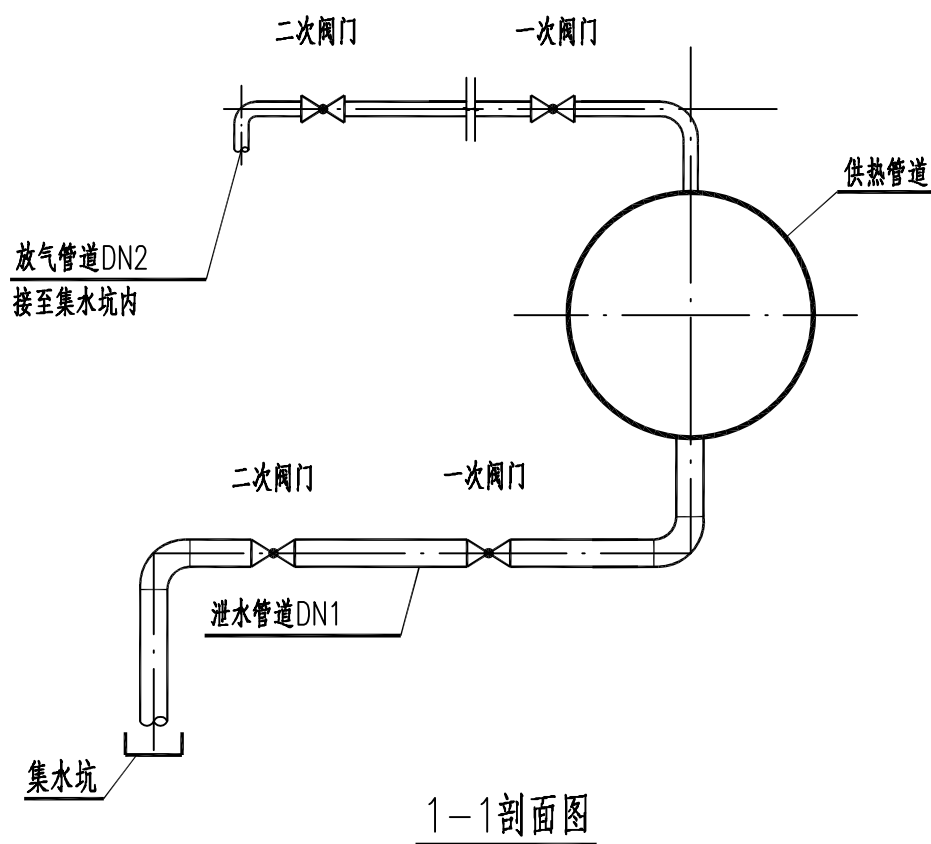 二次阀门
一次阀门
供热管道
放气管道DN2
接至集水坑内
二次阀门
一次阀门
泄水管道DN1
集水坑
1-1剖面图